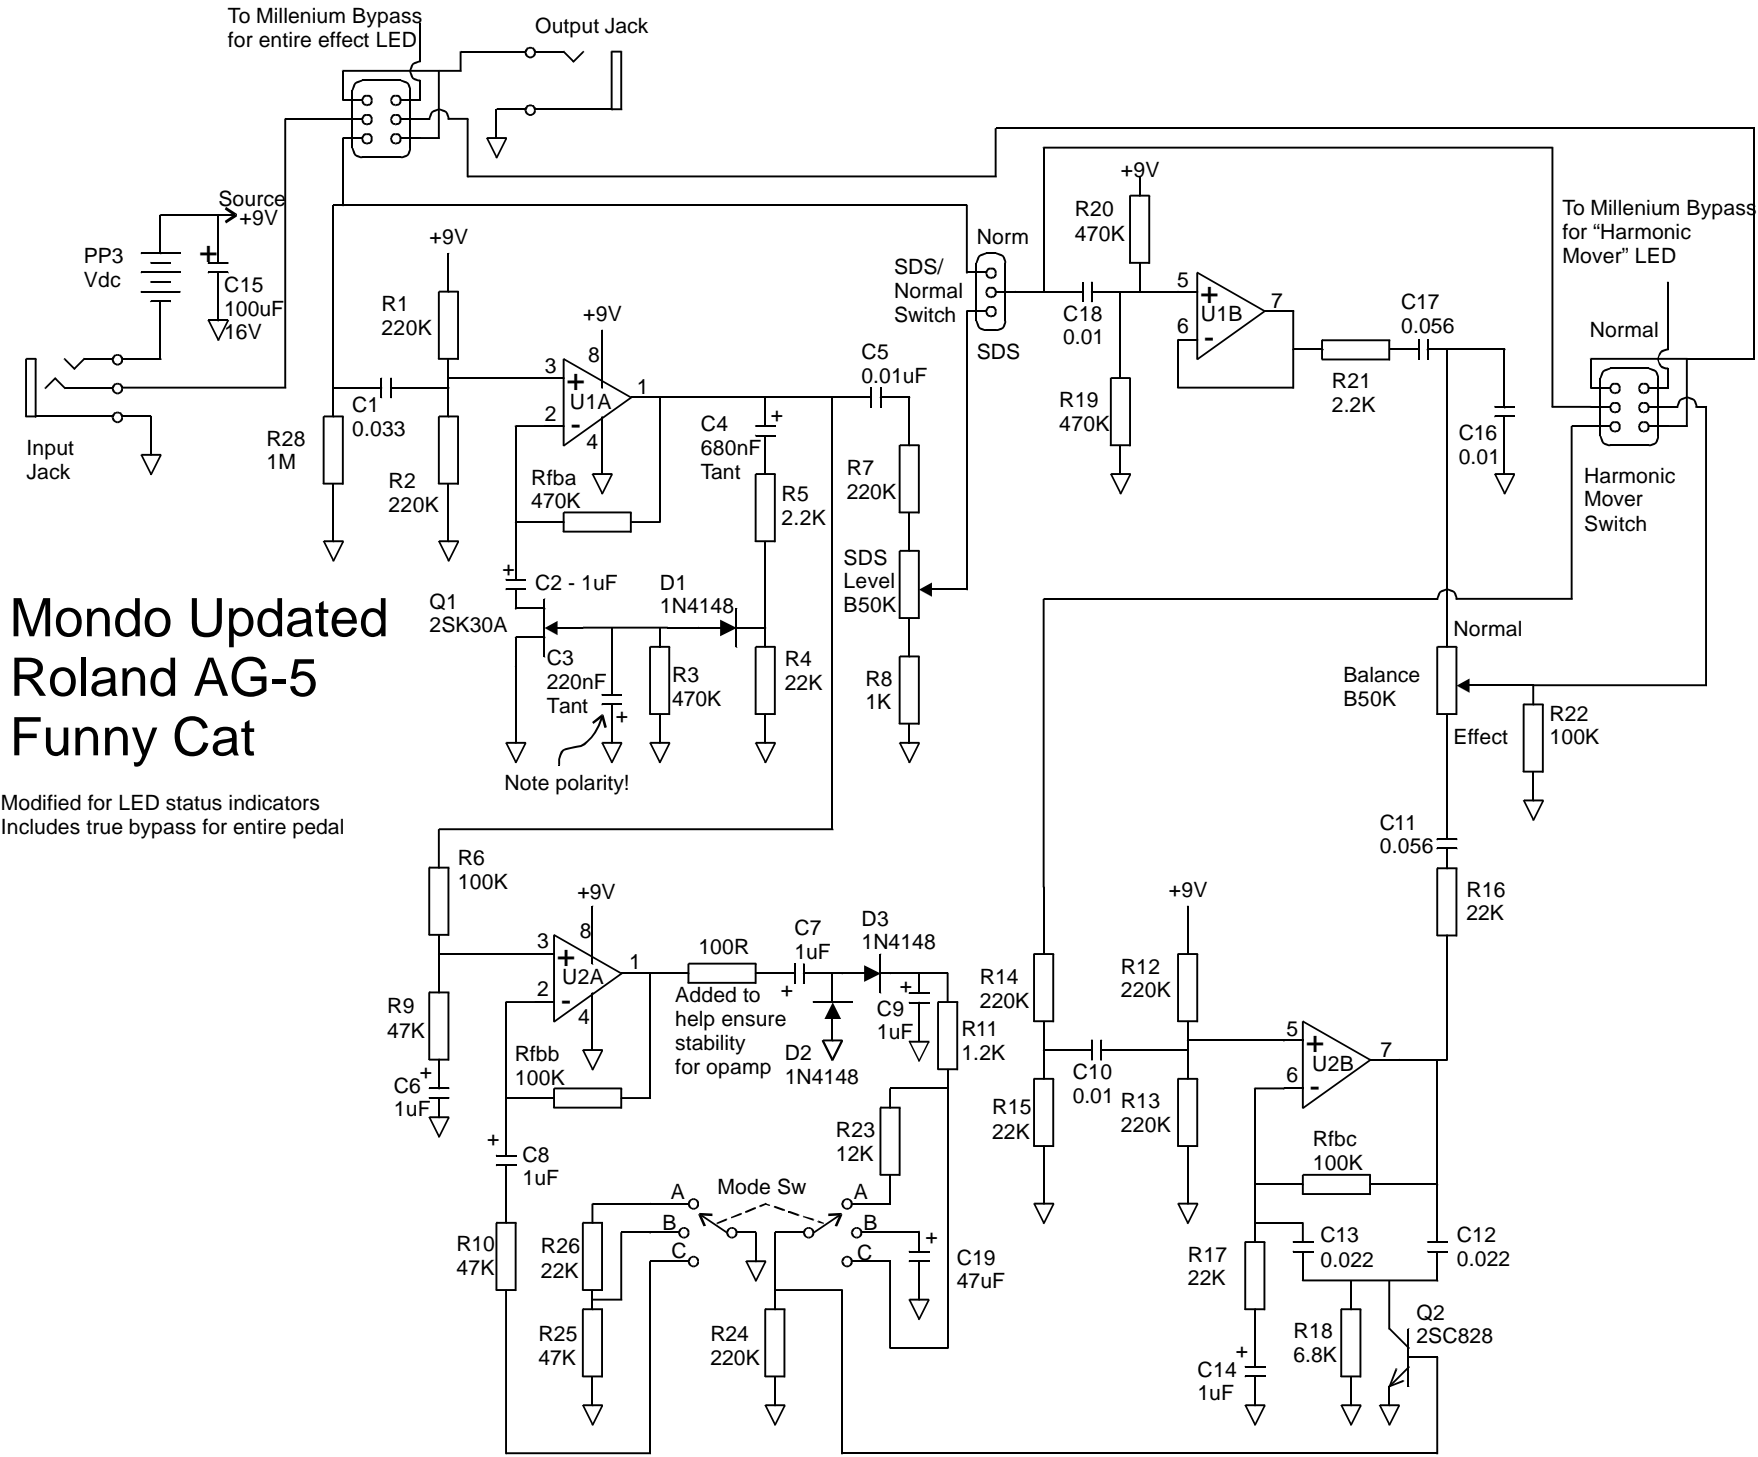 To Millenium Bypass
for entire effect LED
Output Jack
Source
+9V
PP3
Vdc
+
C15
100uF
16V
Input
Jack
R28
1M
C1
0.033
+9V
R1
220K
R2
220K
+9V
8
3
+
U1A
1
2
-
4
Rfba
470K
+
C2 - 1uF
Q1
2SK30A
D1
1N4148
C3
220nF
Tant
+
Note polarity!
R3
470K
C4
680nF
Tant
+
R5
2.2K
R4
22K
C5
0.01uF
R7
220K
SDS
Level
B50K
R8
1K
Norm
SDS/
Normal
Switch
SDS
+9V
R20
470K
C18
0.01
R19
470K
5
+
U1B
7
6
-
R21
2.2K
C17
0.056
C16
0.01
To Millenium Bypass
for “Harmonic
Mover” LED
Normal
Harmonic
Mover
Switch
Normal
Balance
B50K
Effect
R22
100K
C11
0.056
R16
22K
Mondo Updated
Roland AG-5
Funny Cat
Modified for LED status indicators
Includes true bypass for entire pedal
R6
100K
R9
47K
C6
+
1uF
+9V
8
3
+
U2A
1
2
-
4
Rfbb
100K
+
C8
1uF
R10
47K
100R
Added to
help ensure
stability
for opamp
C7
1uF
+
D3
1N4148
D2
1N4148
+
C9
1uF
R11
1.2K
R23
12K
Mode Sw
A
B
C
A
B
C
R26
22K
R25
47K
R24
220K
+
C19
47uF
R14
220K
R15
22K
C10
0.01
+9V
R12
220K
R13
220K
5
+
U2B
7
6
-
Rfbc
100K
R17
22K
C13
0.022
C12
0.022
+
C14
1uF
R18
6.8K
Q2
2SC828